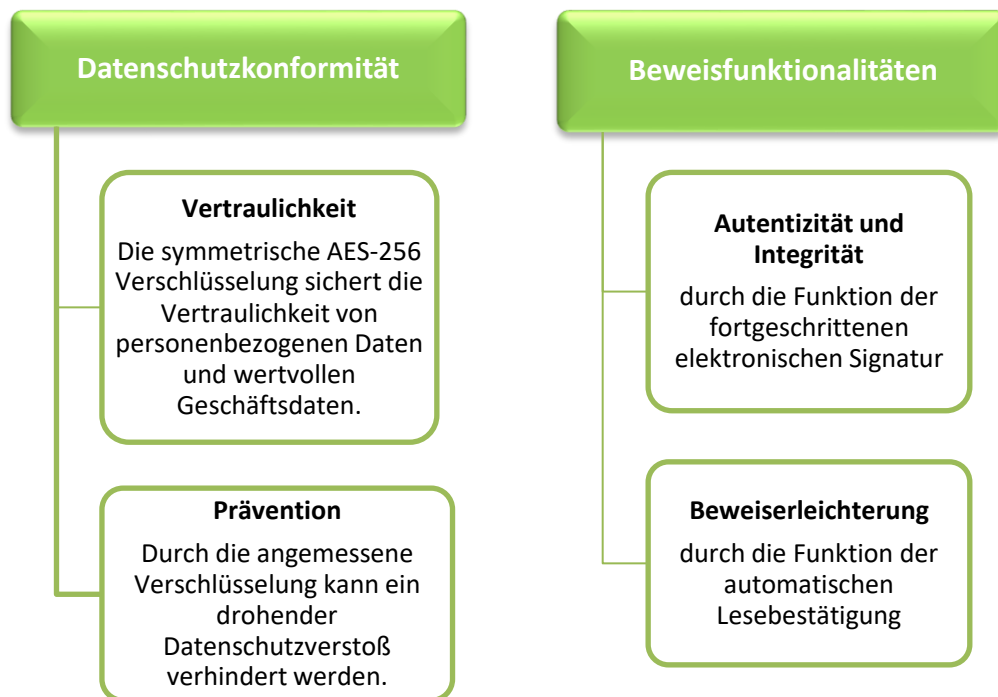 Datenschutzkonformität
Vertraulichkeit
Die symmetrische AES-256
Verschlüsselung sichert die
Vertraulichkeit von
personenbezogenen Daten
und wertvollen
Geschäftsdaten.
Prävention
Durch die angemessene
Verschlüsselung kann ein
drohender
Datenschutzverstoß
verhindert werden.
Beweisfunktionalitäten
Autentizität und
Integrität
durch die Funktion der
fortgeschrittenen
elektronischen Signatur
Beweiserleichterung
durch die Funktion der
automatischen
Lesebestätigung